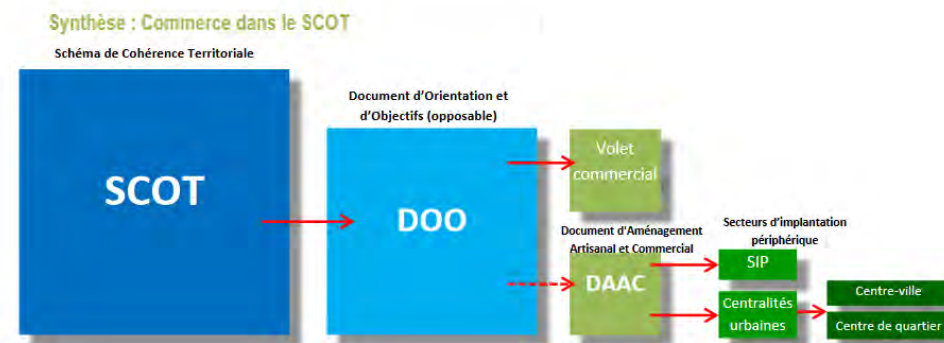 Synthèse : Commerce dans le SCOT
Schéma de Cohérence Territoriale
SCOT
Document d'Orientation et
d'Objectifs (opposable)
DOO
Volet
commercial
Document d'Aménagement
Artisanal et Commercial
DAAC
Secteurs d'implantation
périphérique
SIP
Centralités
urbaines
Centre-ville
Centre de quartier